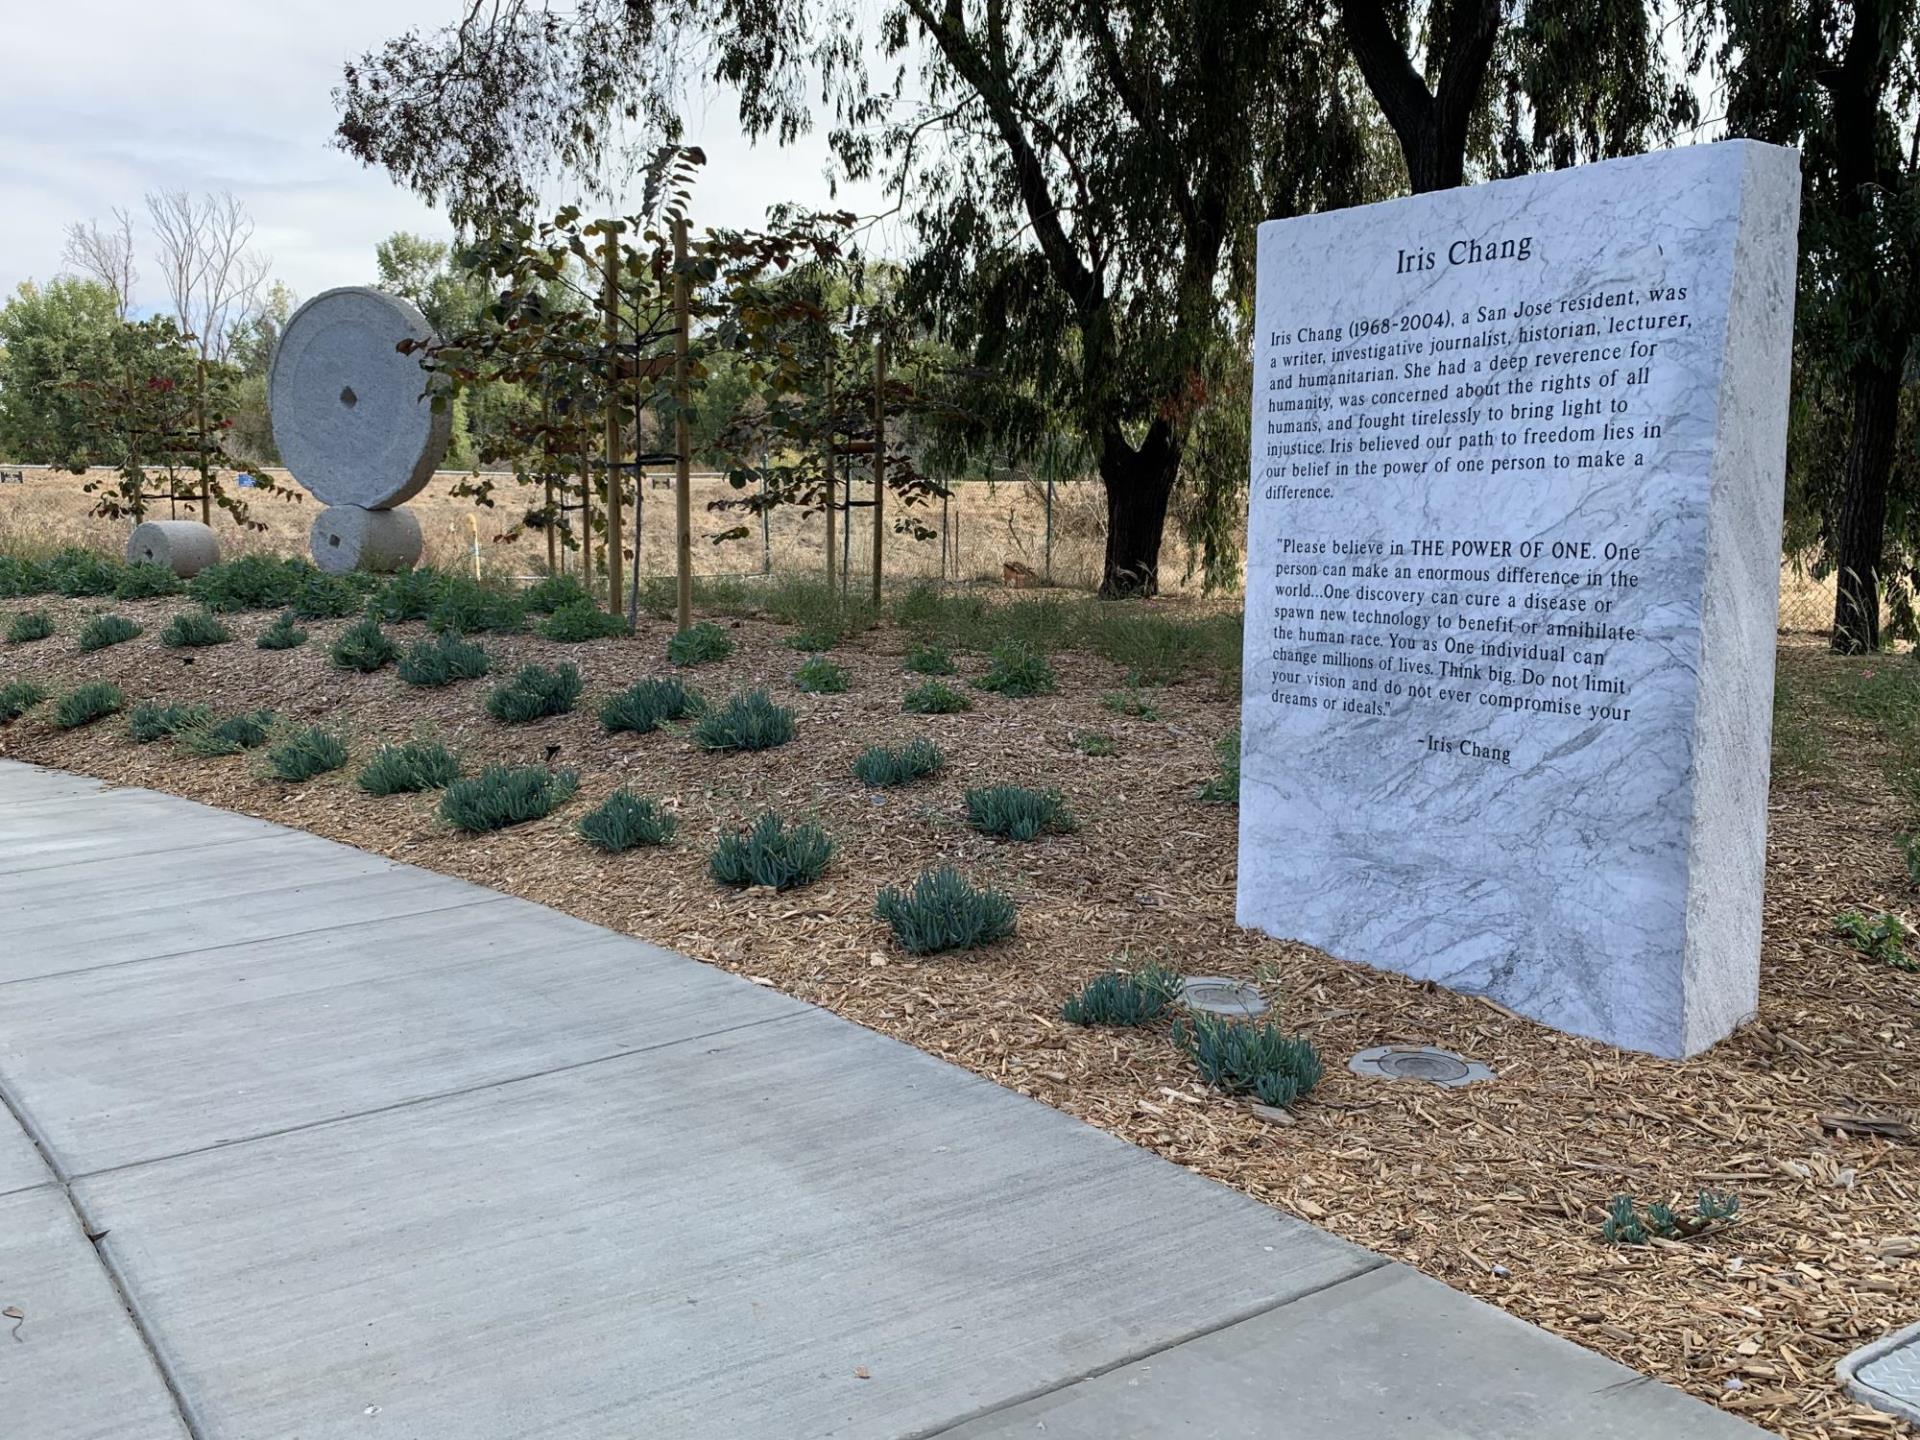 Iris Chang
Iris Chang (1968-2004), a San José resident, was
a writer, investigative journalist, historian, lecturer,
and humanitarian. She had a deep reverence for
humanity, was concerned about the rights of all
humans, and fought tirelessly to bring light to
injustice. Iris believed our path to freedom lies in
our belief in the power of one person to make a
difference.
"Please believe in THE POWER OF ONE. One
person can make an enormous difference in the
world...One discovery can cure a disease or
spawn new technology to benefit or annihilate
the human race. You as One individual can
change millions of lives. Think big. Do not limit
your vision and do not ever compromise your
dreams or ideals."
-Iris Chang